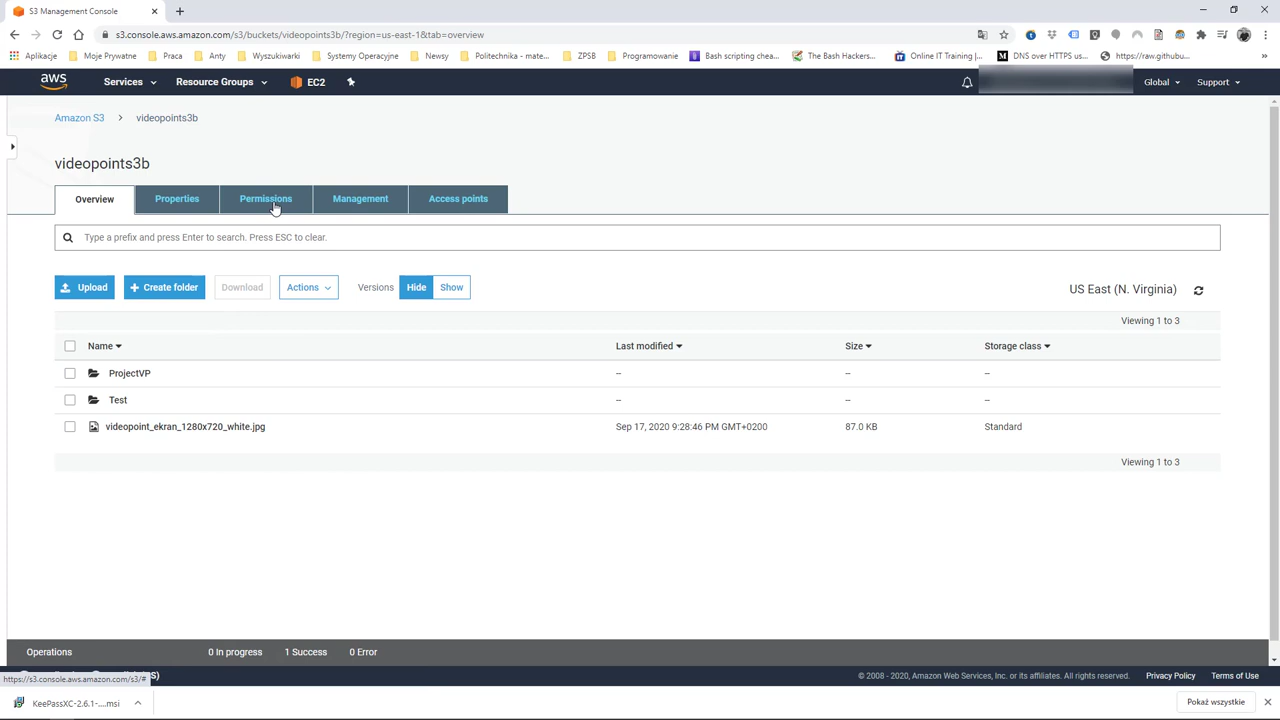 S3 Management Console
s3.console.aws.amazon.com/s3/buckets/videopoints3b/?region=us-east-1&tab=overview
Aplikacje
Moje Prywatne
Praca
Anty
Wyszukiwarki
Systemy Operacyjne
Newsy
Politechnika - mate...
ZPSB
Programowanie
Bash scripting chea...
The Bash Hackers...
Online IT Training |...
DNS over HTTPS us...
https://raw.githubu...
aws
Services
Resource Groups
EC2
Global
Support
Amazon S3
videopoints3b
videopoints3b
Overview
Properties
Permissions
Management
Access points
Type a prefix and press Enter to search. Press ESC to clear.
Upload
Create folder
Download
Actions
Versions
Hide
Show
US East (N. Virginia)
Viewing 1 to 3
Name
Last modified
Size
Storage class
ProjectVP
--
--
--
Test
--
--
--
videopoint_ekran_1280x720_white.jpg
Sep 17, 2020 9:28:46 PM GMT+0200
87.0 KB
Standard
Viewing 1 to 3
Operations
0 In progress
1 Success
0 Error
https://s3.console.aws.amazon.com/s3/#
© 2008 - 2020, Amazon Web Services, Inc. or its affiliates. All rights reserved.
Privacy Policy
Terms of Use
KeePassXC-2.6.1-....msi
Pokaż wszystkie